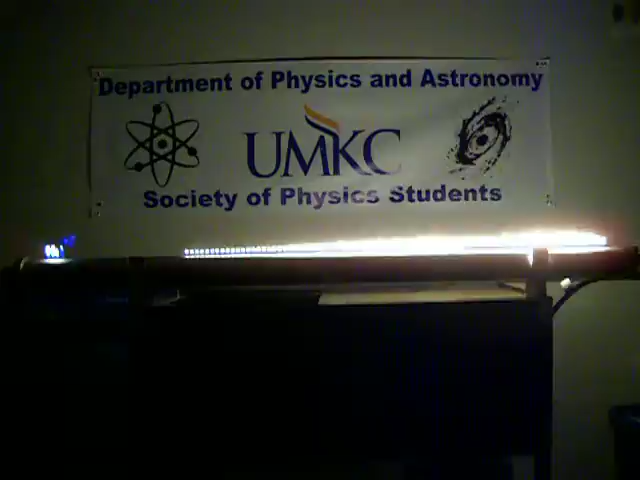 Department of Physics and Astronomy
UMKC
Society of Physics Students